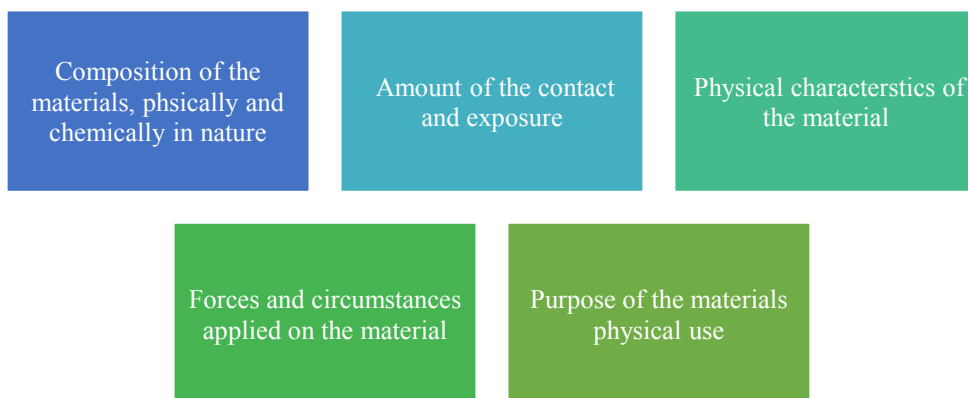 Composition of the
materials, phsically and
chemically in nature
Amount of the contact
and exposure
Physical characterstics of
the material
Forces and circumstances
applied on the material
Purpose of the materials
physical use